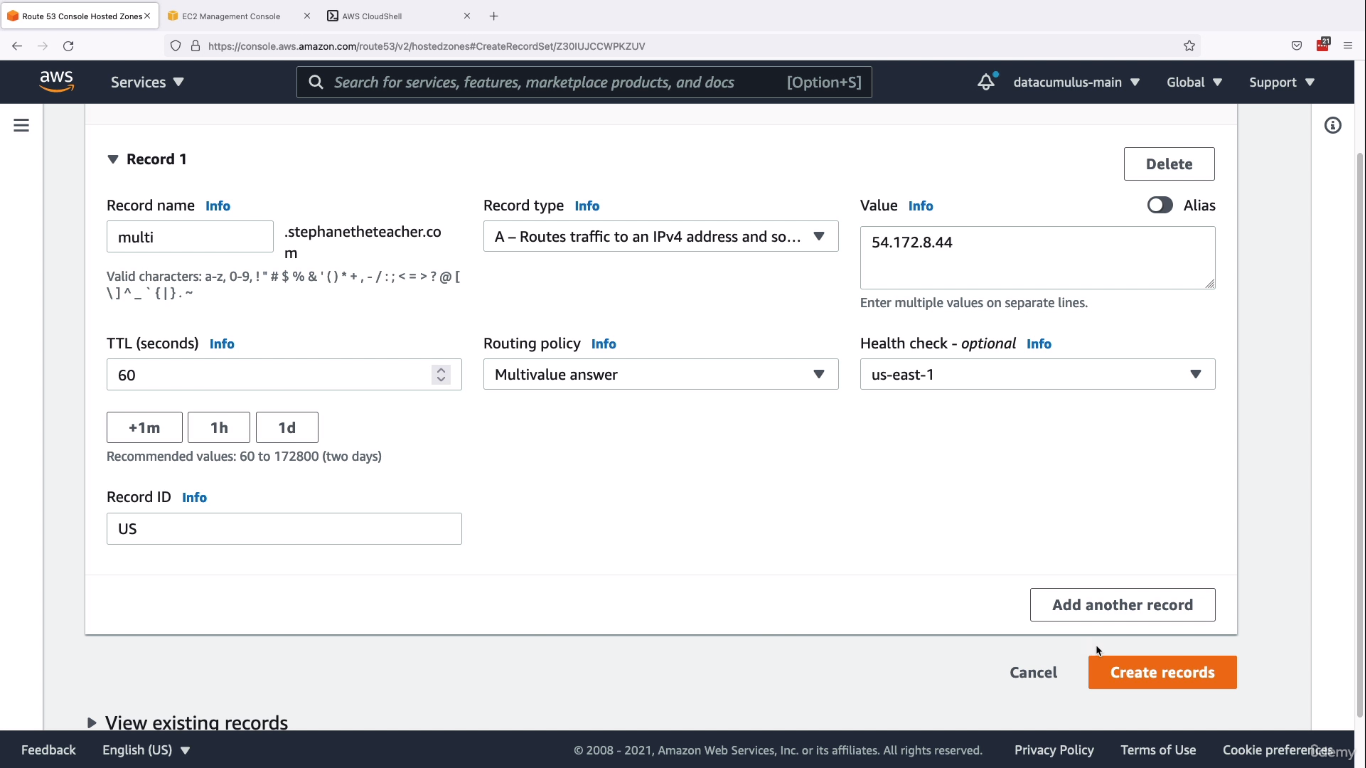 Route 53 Console Hosted Zones
EC2 Management Console
AWS CloudShell
https://console.aws.amazon.com/route53/v2/hostedzones#CreateRecordSet/Z30IUJCCWPKZUV
21
aws
Services
Search for services, features, marketplace products, and docs [Option+S]
datacumulus-main
Global
Support
Record 1
Delete
Record name Info
multi
.stephanetheteacher.co
m
Valid characters: a-z, 0-9, ! " # $ % & ' ( ) * + , - / : ; < = > ? @ [
\ ] ^ _ ` { | } . ~
Record type Info
A – Routes traffic to an IPv4 address and so…
Value Info
Alias
54.172.8.44
Enter multiple values on separate lines.
TTL (seconds) Info
60
+1m
1h
1d
Recommended values: 60 to 172800 (two days)
Routing policy Info
Multivalue answer
Health check - optional Info
us-east-1
Record ID Info
US
Add another record
Cancel
Create records
View existing records
Feedback
English (US)
© 2008 - 2021, Amazon Web Services, Inc. or its affiliates. All rights reserved.
Privacy Policy
Terms of Use
Cookie preferences
Udemy